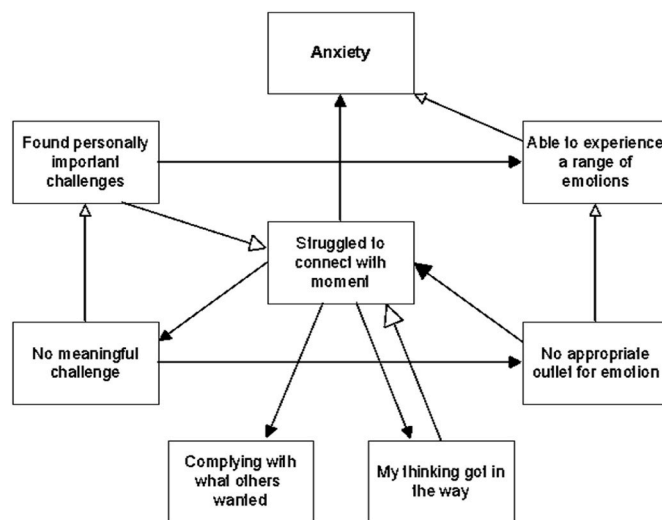 Anxiety
Found personally
important
challenges
Able to experience
a range of
emotions
Struggled to
connect with
moment
No meaningful
challenge
No appropriate
outlet for emotion
Complying with
what others
wanted
My thinking got in
the way